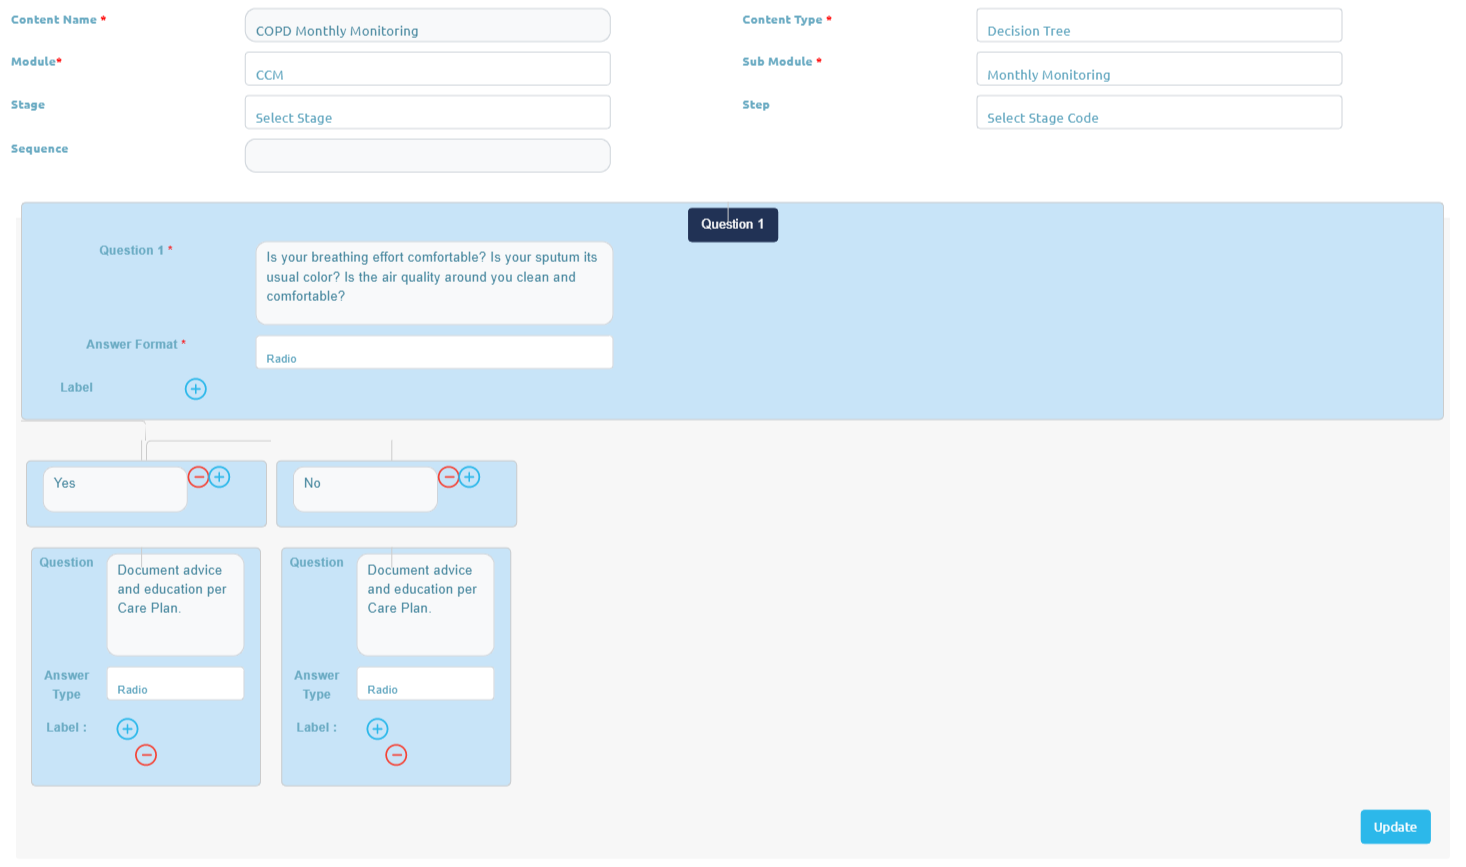 Content Name *
COPD Monthly Monitoring
Content Type *
Decision Tree
Module*
CCM
Sub Module *
Monthly Monitoring
Stage
Select Stage
Step
Select Stage Code
Sequence
Question 1
Question 1 *
Is your breathing effort comfortable? Is your sputum its
usual color? Is the air quality around you clean and
comfortable?
Answer Format *
Radio
Label
Yes
No
Question
Document advice
and education per
Care Plan.
Answer
Type
Radio
Label :
Question
Document advice
and education per
Care Plan.
Answer
Type
Radio
Label :
Update